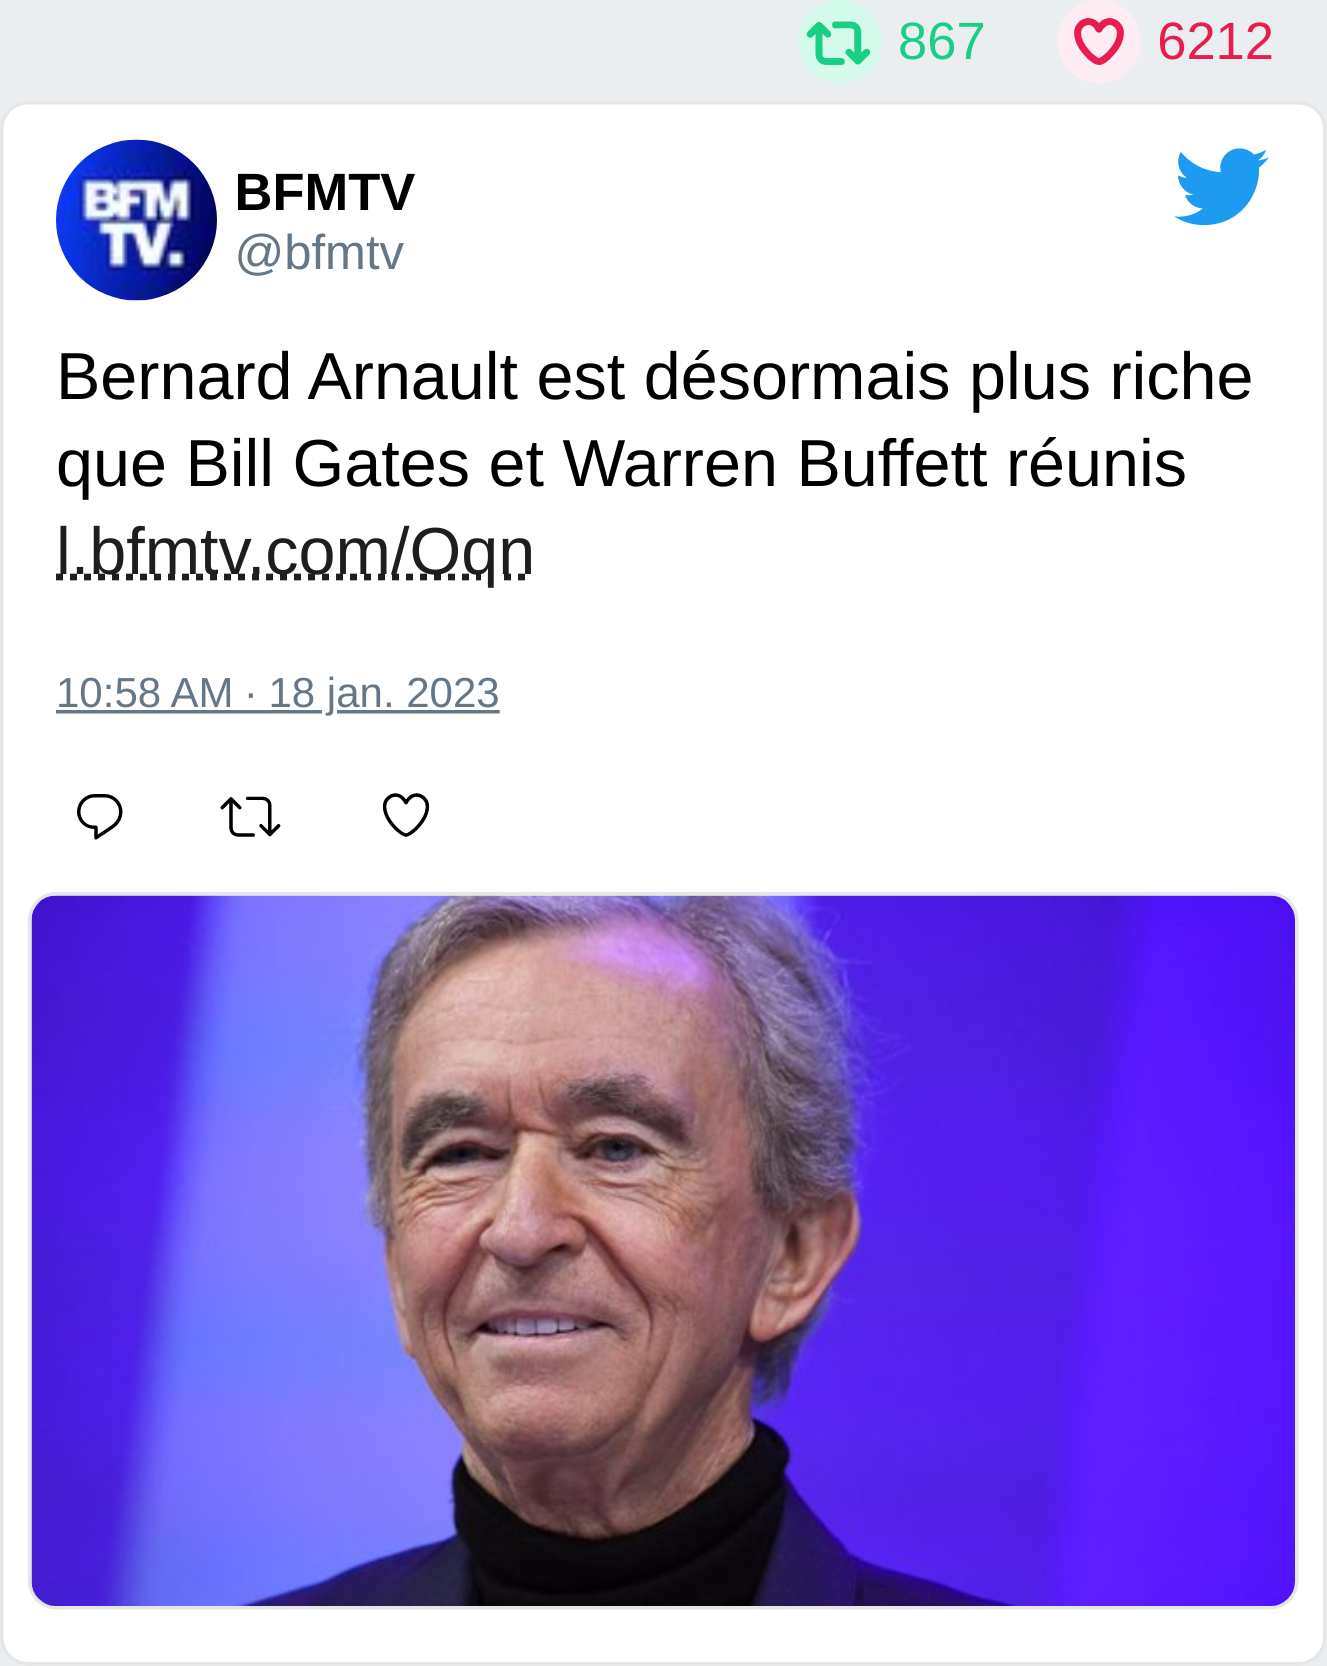 867 6212
BFM
TV.
BFMTV
@bfmtv
Bernard Arnault est désormais plus riche
que Bill Gates et Warren Buffett réunis
l.bfmtv.com/Oqn
10:58 AM · 18 jan. 2023